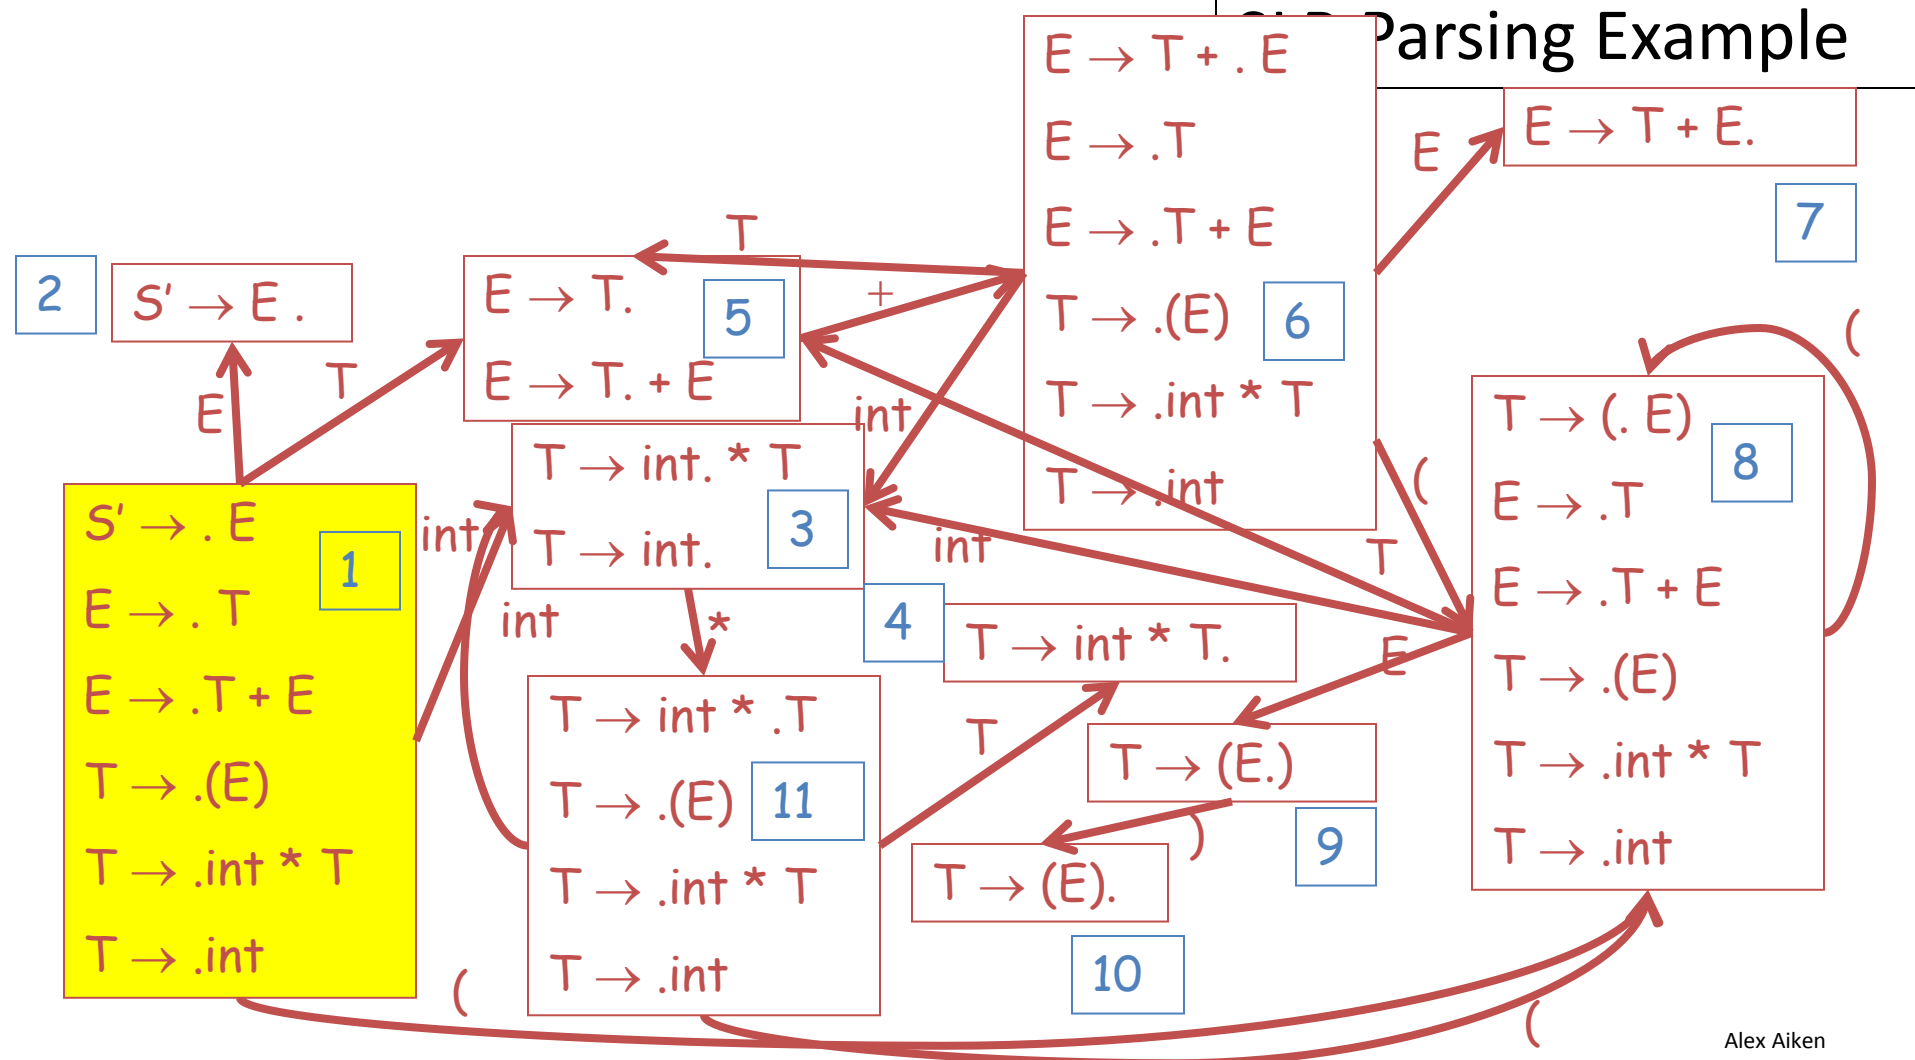 Parsing Example
E → T + . E
E → .T
E → .T + E
T → .(E)
T → .int * T
T → .int
6
E
E → T + E.
7
2
S' → E .
E
T
T
E → T.
E → T. + E
5
+
int
T → int. * T
T → int.
3
int
int
int
*
S' → . E
E → . T
E → .T + E
T → .(E)
T → .int * T
T → .int
1
(
4
T → int * T.
T → int * .T
T → .(E)
T → .int * T
T → .int
11
T
E
T → (E.)
9
)
T → (E).
10
(
T
(
T → (. E)
E → .T
E → .T + E
T → .(E)
T → .int * T
T → .int
8
(
Alex Aiken